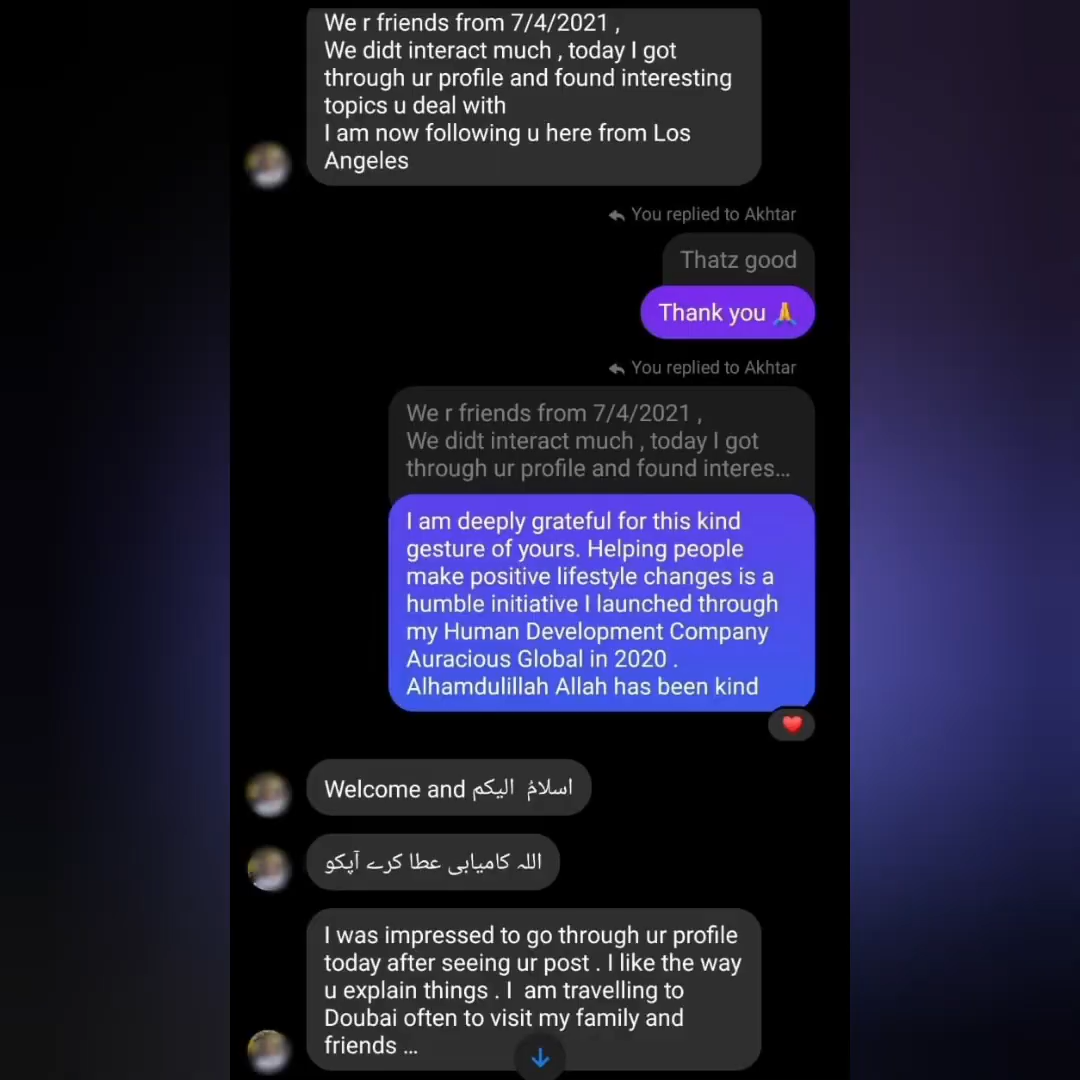 We r friends from 7/4/2021 ,
We didt interact much , today I got
through ur profile and found interesting
topics u deal with
I am now following u here from Los
Angeles
You replied to Akhtar
Thatz good
Thank you 🙏
You replied to Akhtar
We r friends from 7/4/2021 ,
We didt interact much , today I got
through ur profile and found interes...
I am deeply grateful for this kind
gesture of yours. Helping people
make positive lifestyle changes is a
humble initiative I launched through
my Human Development Company
Auracious Global in 2020 .
Alhamdulillah Allah has been kind
Welcome and اسلامُ الیکم
اللہ کامیابی عطا کرے آپکو
I was impressed to go through ur profile
today after seeing ur post . I like the way
u explain things . I  am travelling to
Doubai often to visit my family and
friends ...